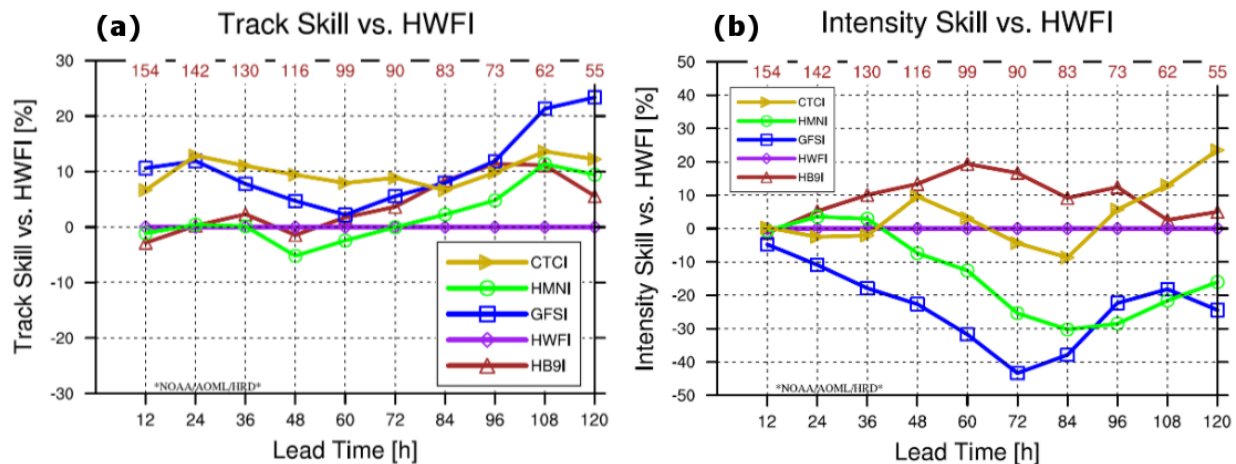 (a) Track Skill vs. HWFI
Track Skill vs. HWFI [%]
30
20
10
0
-10
-20
-30
154 142 130 116 99 90 83 73 62 55
CTCI
HMNI
GFSI
HWFI
HB9I
*NOAA/AOML/HRD*
12 24 36 48 60 72 84 96 108 120
Lead Time [h]
(b) Intensity Skill vs. HWFI
Intensity Skill vs. HWFI [%]
50
40
30
20
10
0
-10
-20
-30
-40
-50
154 142 130 116 99 90 83 73 62 55
CTCI
HMNI
GFSI
HWFI
HB9I
*NOAA/AOML/HRD*
12 24 36 48 60 72 84 96 108 120
Lead Time [h]